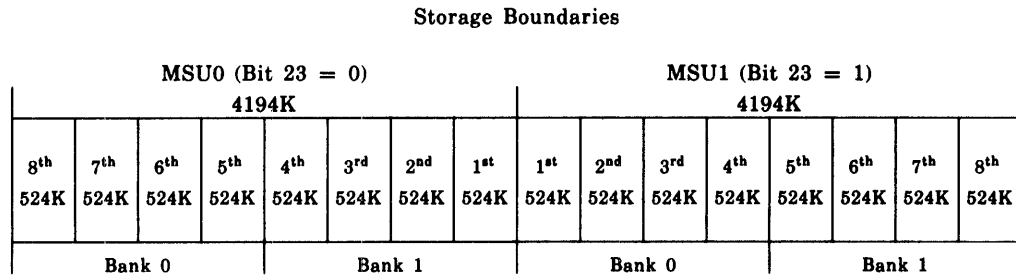 Storage Boundaries
MSU0 (Bit 23 = 0) MSU1 (Bit 23 = 1)
4194K 4194K
8th 7th 6th 5th 4th 3rd 2nd 1st 1st 2nd 3rd 4th 5th 6th 7th 8th
524K 524K 524K 524K 524K 524K 524K 524K 524K 524K 524K 524K 524K 524K 524K 524K
Bank 0 Bank 1 Bank 0 Bank 1